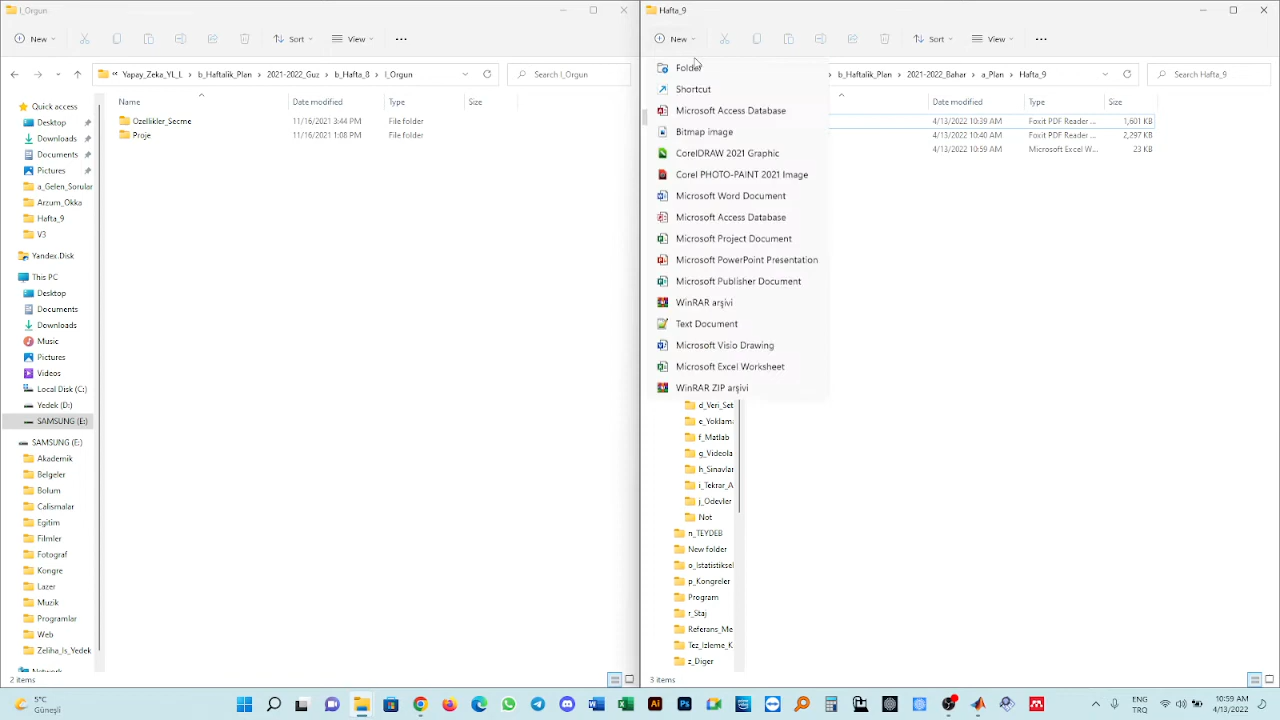 I_Orgun
New
Sort
View
Yapay_Zeka_YL_L
b_Haftalik_Plan
2021-2022_Guz
b_Hafta_8
I_Orgun
Search I_Orgun
Quick access
Desktop
Downloads
Documents
Pictures
a_Gelen_Sorular
Arzum_Okka
Hafta_9
V3
Yandex.Disk
This PC
Desktop
Documents
Downloads
Music
Pictures
Videos
Local Disk (C:)
Yedek (D:)
SAMSUNG (E:)
SAMSUNG (E:)
Akademik
Belgeler
Bolum
Calismalar
Egitim
Filmler
Fotograf
Kongre
Lazer
Muzik
Programlar
Web
Zeliha_Is_Yedek
Name Date modified Type Size
Ozellikler_Secme 11/16/2021 3:44 PM File folder
Proje 11/16/2021 1:08 PM File folder
2 items
Hafta_9
New
Sort
View
b_Haftalik_Plan
2021-2022_Bahar
a_Plan
Hafta_9
Search Hafta_9
Folder
Shortcut
Microsoft Access Database
Bitmap image
CorelDRAW 2021 Graphic
Corel PHOTO-PAINT 2021 Image
Microsoft Word Document
Microsoft Access Database
Microsoft Project Document
Microsoft PowerPoint Presentation
Microsoft Publisher Document
WinRAR arşivi
Text Document
Microsoft Visio Drawing
Microsoft Excel Worksheet
WinRAR ZIP arşivi
Date modified Type Size
4/13/2022 10:39 AM Foxit PDF Reader ... 1,601 KB
4/13/2022 10:40 AM Foxit PDF Reader ... 2,297 KB
4/13/2022 10:59 AM Microsoft Excel W... 23 KB
d_Veri_Set
e_Yoklama
f_Matlab
g_Videola
h_Sinavlar
i_Tekrar_A
j_Odevler
Not
n_TEYDEB
New folder
o_Istatistiksel
p_Kongreler
Program
r_Staj
Referans_Me
Tez_Izleme_K
z_Diger
3 items
5°C
Güneşli
ENG
TRQ
10:59 AM
4/13/2022